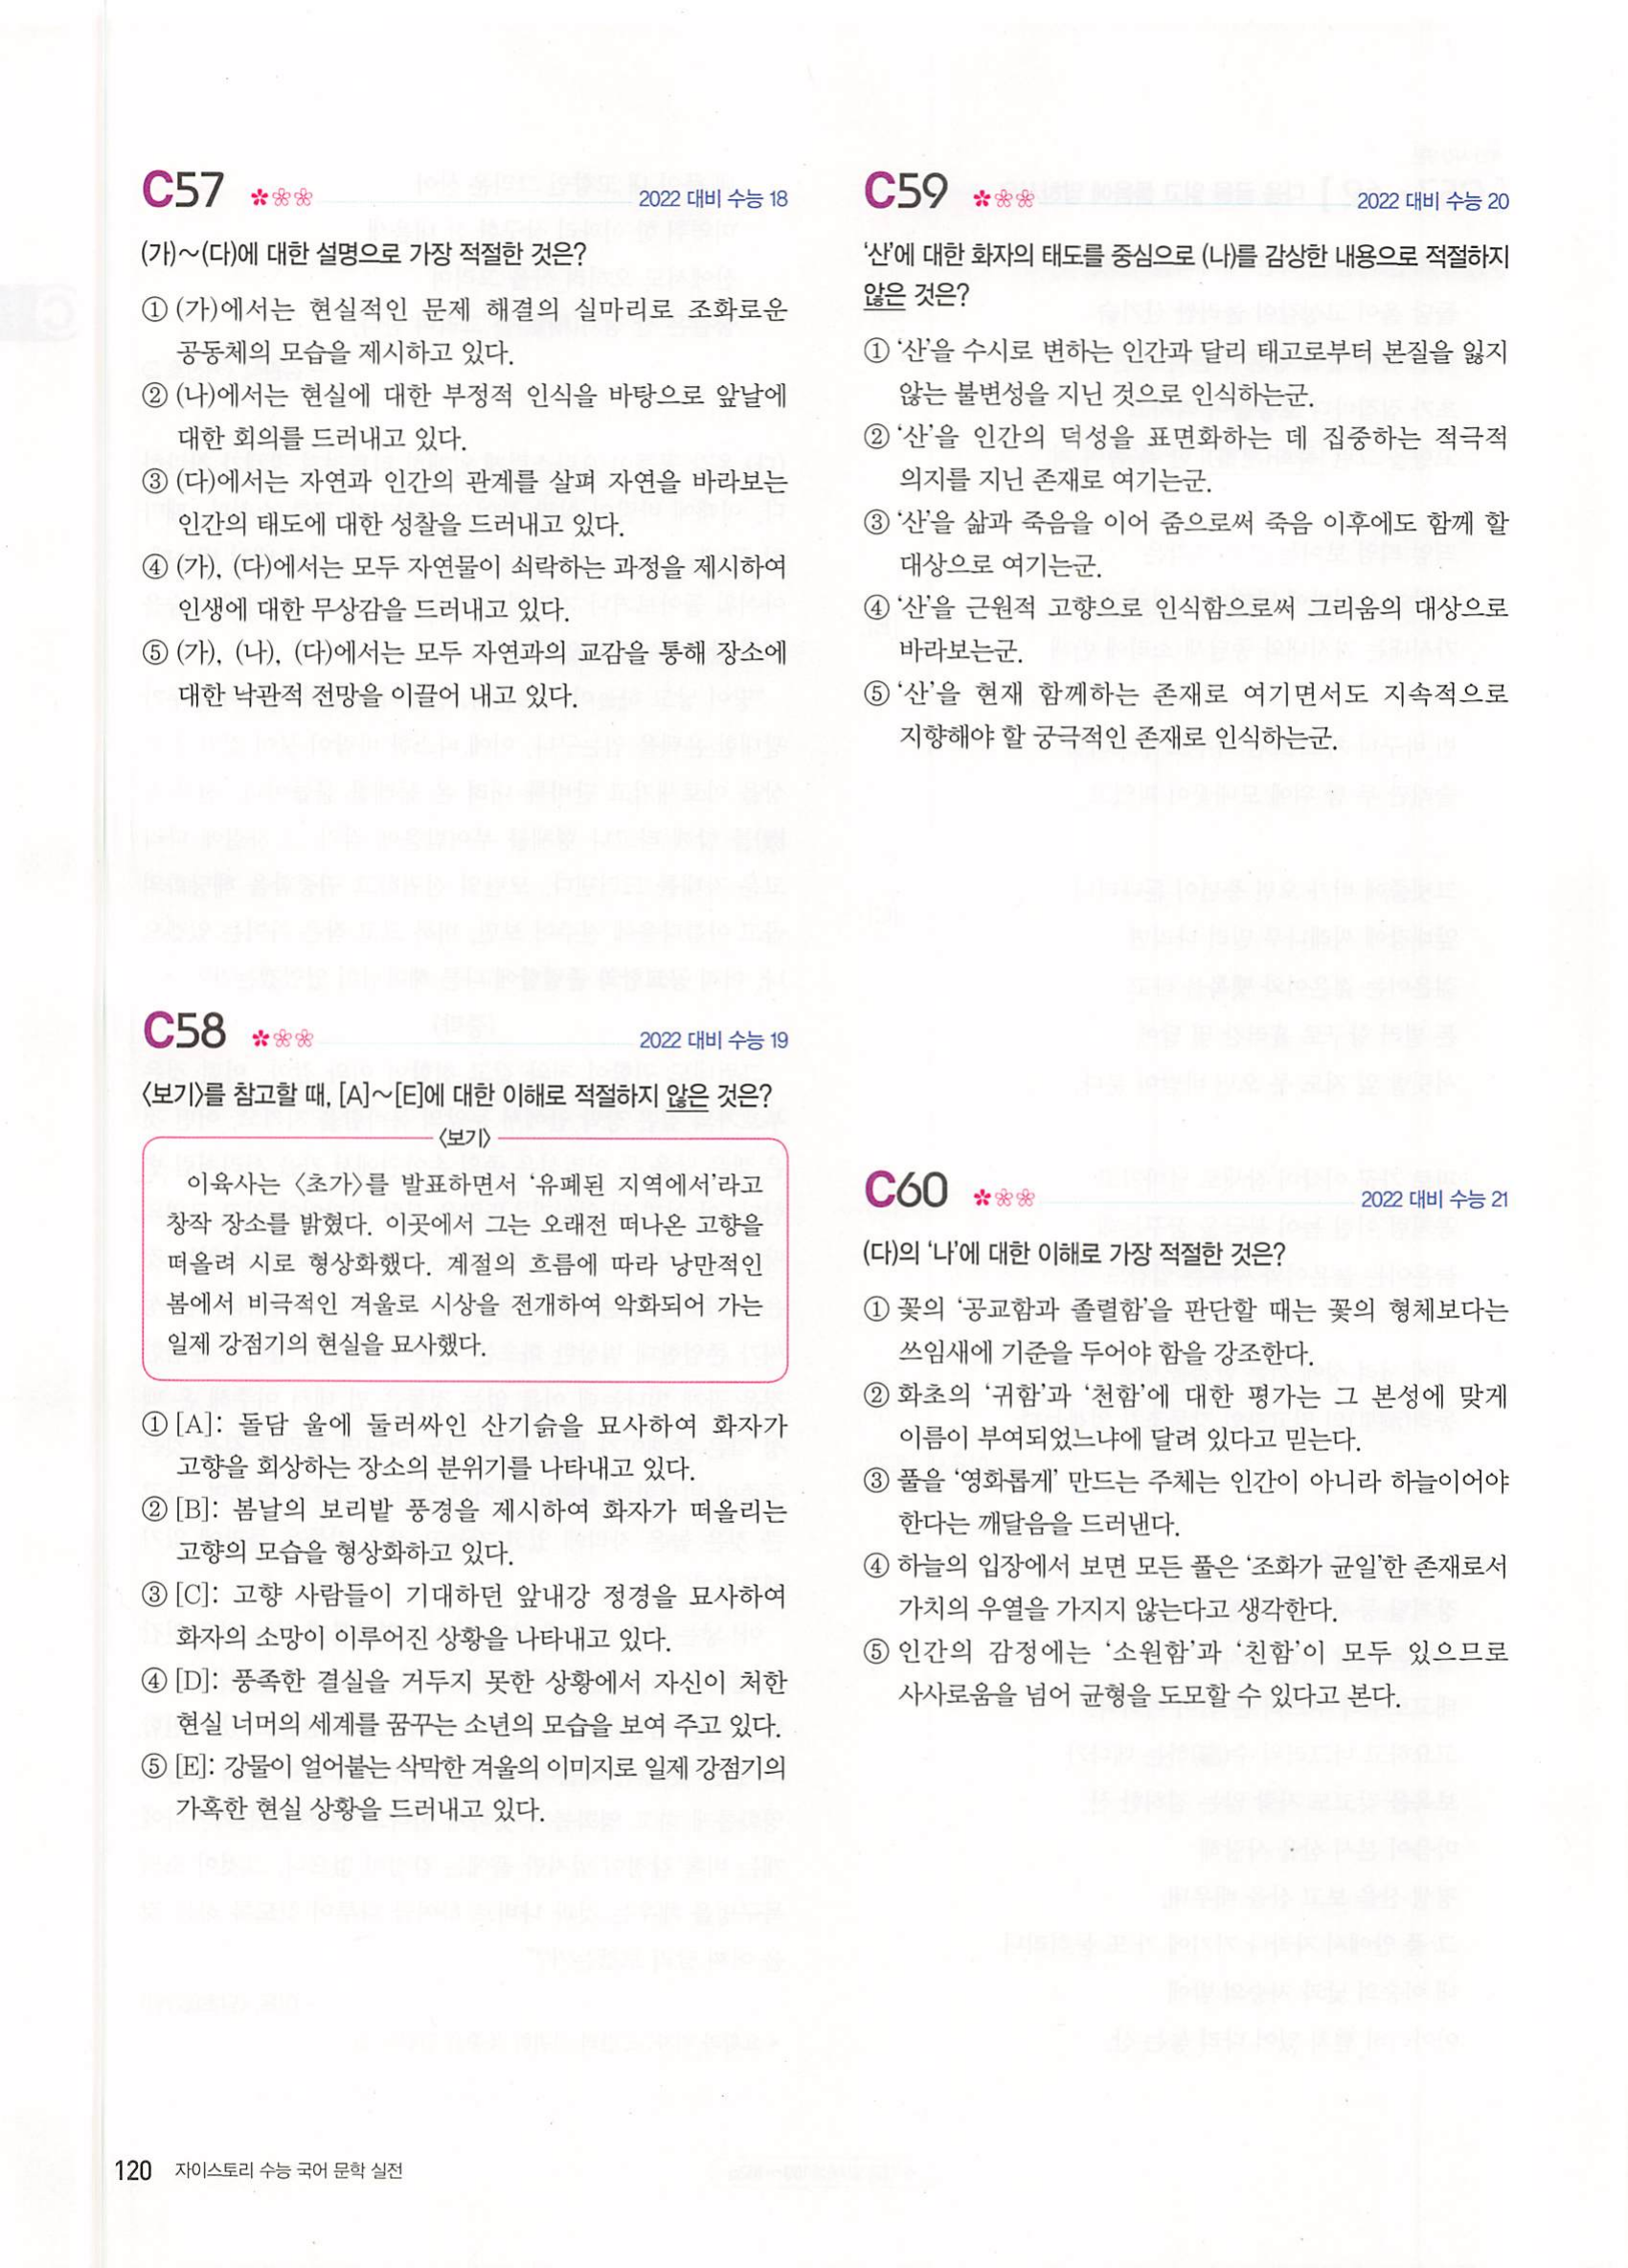 C57
2022 대비 수능 18
(가)~(다)에 대한 설명으로 가장 적절한 것은?
① (가)에서는 현실적인 문제 해결의 실마리로 조화로운
공동체의 모습을 제시하고 있다.
② (나)에서는 현실에 대한 부정적 인식을 바탕으로 앞날에
대한 회의를 드러내고 있다.
③ (다)에서는 자연과 인간의 관계를 살펴 자연을 바라보는
인간의 태도에 대한 성찰을 드러내고 있다.
④ (가), (다)에서는 모두 자연물이 쇠락하는 과정을 제시하여
인생에 대한 무상감을 드러내고 있다.
⑤ (가), (나), (다)에서는 모두 자연과의 교감을 통해 장소에
대한 낙관적 전망을 이끌어 내고 있다.
C58
2022 대비 수능 19
〈보기〉를 참고할 때, [A]~[E]에 대한 이해로 적절하지 않은 것은?
〈보기〉
이육사는 〈초가〉를 발표하면서 ‘유폐된 지역에서’라고
창작 장소를 밝혔다. 이곳에서 그는 오래전 떠나온 고향을
떠올려 시로 형상화했다. 계절의 흐름에 따라 낭만적인
봄에서 비극적인 겨울로 시상을 전개하여 악화되어 가는
일제 강점기의 현실을 묘사했다.
① [A]: 돌담 울에 둘러싸인 산기슭을 묘사하여 화자가
고향을 회상하는 장소의 분위기를 나타내고 있다.
② [B]: 봄날의 보리밭 풍경을 제시하여 화자가 떠올리는
고향의 모습을 형상화하고 있다.
③ [C]: 고향 사람들이 기대하던 앞내강 정경을 묘사하여
화자의 소망이 이루어진 상황을 나타내고 있다.
④ [D]: 풍족한 결실을 거두지 못한 상황에서 자신이 처한
현실 너머의 세계를 꿈꾸는 소년의 모습을 보여 주고 있다.
⑤ [E]: 강물이 얼어붙는 삭막한 겨울의 이미지로 일제 강점기의
가혹한 현실 상황을 드러내고 있다.
C59
2022 대비 수능 20
‘산’에 대한 화자의 태도를 중심으로 (나)를 감상한 내용으로 적절하지
않은 것은?
① ‘산’을 수시로 변하는 인간과 달리 태고로부터 본질을 잃지
않는 불변성을 지닌 것으로 인식하는군.
② ‘산’을 인간의 덕성을 표면화하는 데 집중하는 적극적
의지를 지닌 존재로 여기는군.
③ ‘산’을 삶과 죽음을 이어 줌으로써 죽음 이후에도 함께 할
대상으로 여기는군.
④ ‘산’을 근원적 고향으로 인식함으로써 그리움의 대상으로
바라보는군.
⑤ ‘산’을 현재 함께하는 존재로 여기면서도 지속적으로
지향해야 할 궁극적인 존재로 인식하는군.
C60
2022 대비 수능 21
(다)의 ‘나’에 대한 이해로 가장 적절한 것은?
① 꽃의 ‘공교함과 졸렬함’을 판단할 때는 꽃의 형체보다는
쓰임새에 기준을 두어야 함을 강조한다.
② 화초의 ‘귀함’과 ‘천함’에 대한 평가는 그 본성에 맞게
이름이 부여되었느냐에 달려 있다고 믿는다.
③ 풀을 ‘영화롭게’ 만드는 주체는 인간이 아니라 하늘이어야
한다는 깨달음을 드러낸다.
④ 하늘의 입장에서 보면 모든 풀은 ‘조화가 균일’한 존재로서
가치의 우열을 가지지 않는다고 생각한다.
⑤ 인간의 감정에는 ‘소원함’과 ‘친함’이 모두 있으므로
사사로움을 넘어 균형을 도모할 수 있다고 본다.
120 자이스토리 수능 국어 문학 실전